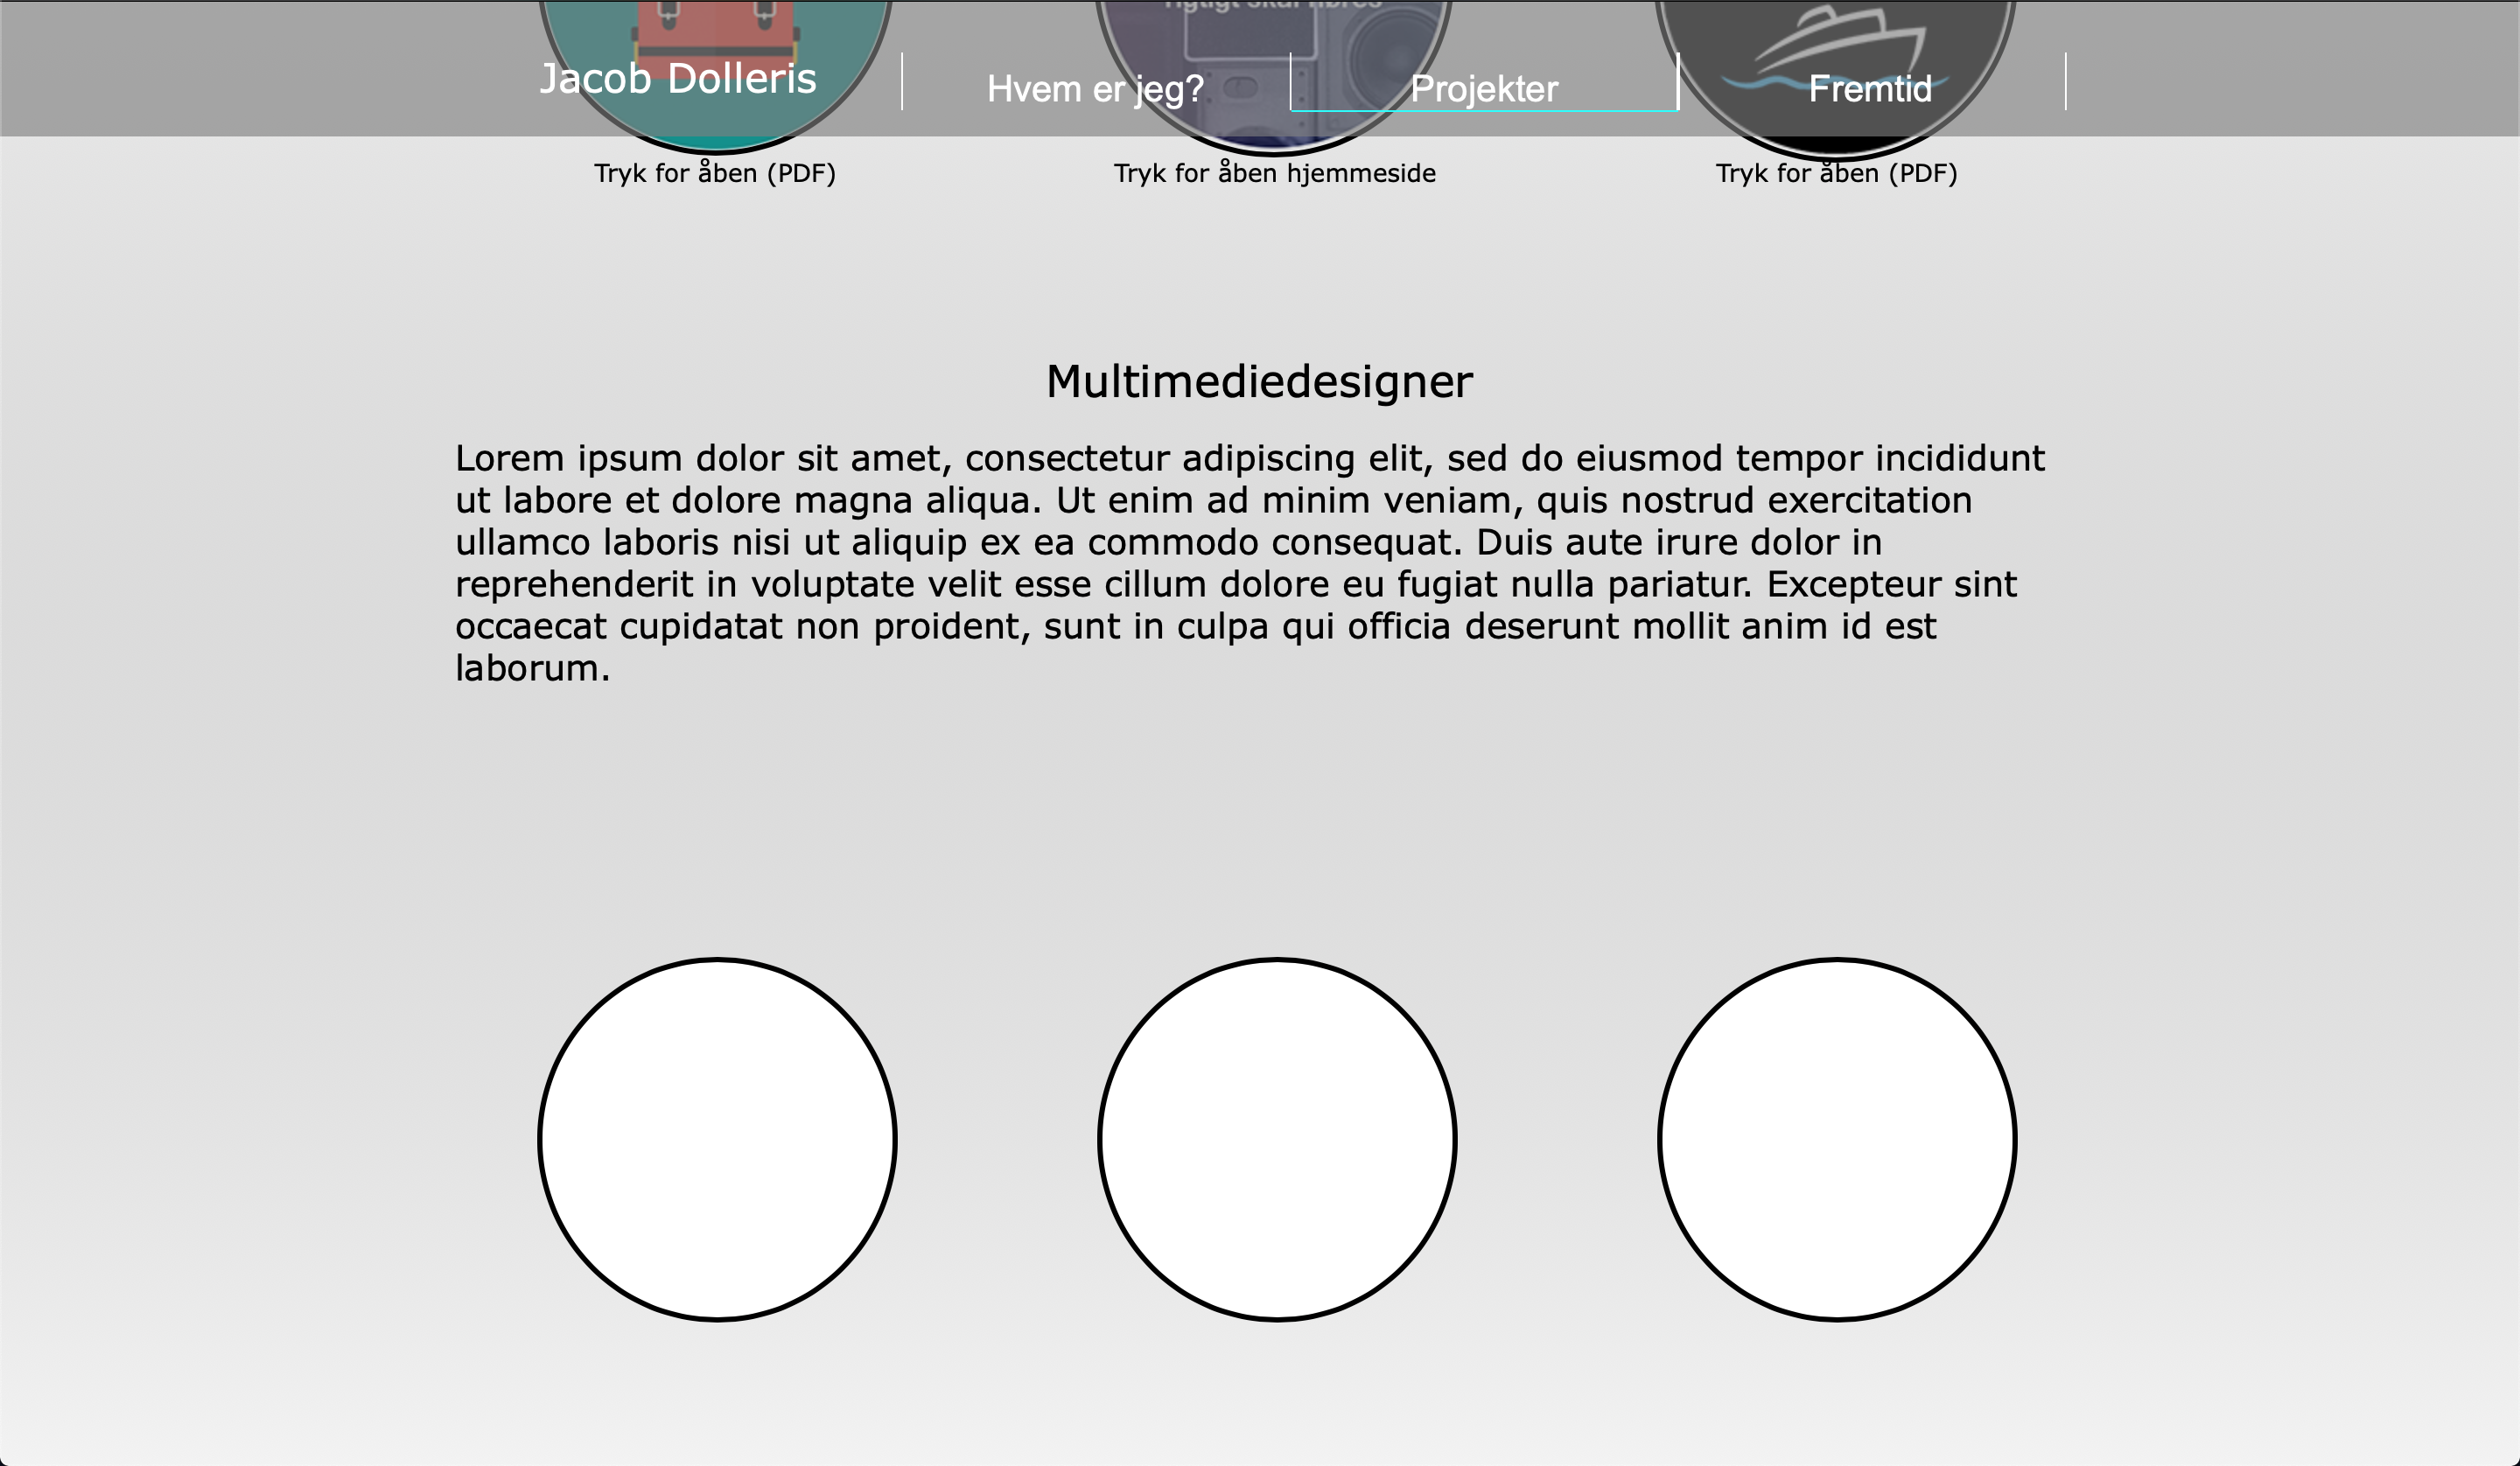 rigtigt skal høres
Jacob Dolleris
Hvem er jeg?
Projekter
Fremtid
Tryk for åben (PDF)
Tryk for åben hjemmeside
Tryk for åben (PDF)
Multimediedesigner
Lorem ipsum dolor sit amet, consectetur adipiscing elit, sed do eiusmod tempor incididunt
ut labore et dolore magna aliqua. Ut enim ad minim veniam, quis nostrud exercitation
ullamco laboris nisi ut aliquip ex ea commodo consequat. Duis aute irure dolor in
reprehenderit in voluptate velit esse cillum dolore eu fugiat nulla pariatur. Excepteur sint
occaecat cupidatat non proident, sunt in culpa qui officia deserunt mollit anim id est
laborum.